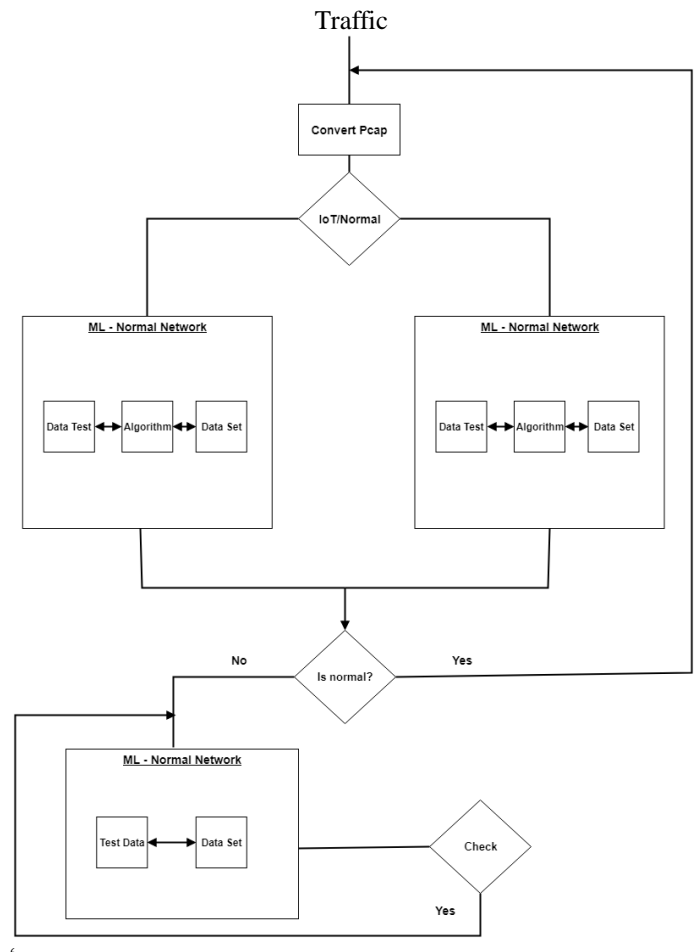 Traffic
Convert Pcap
IoT/Normal
ML - Normal Network
Data Test
Algorithm
Data Set
ML - Normal Network
Data Test
Algorithm
Data Set
No
Yes
Is normal?
ML - Normal Network
Test Data
Data Set
Check
Yes